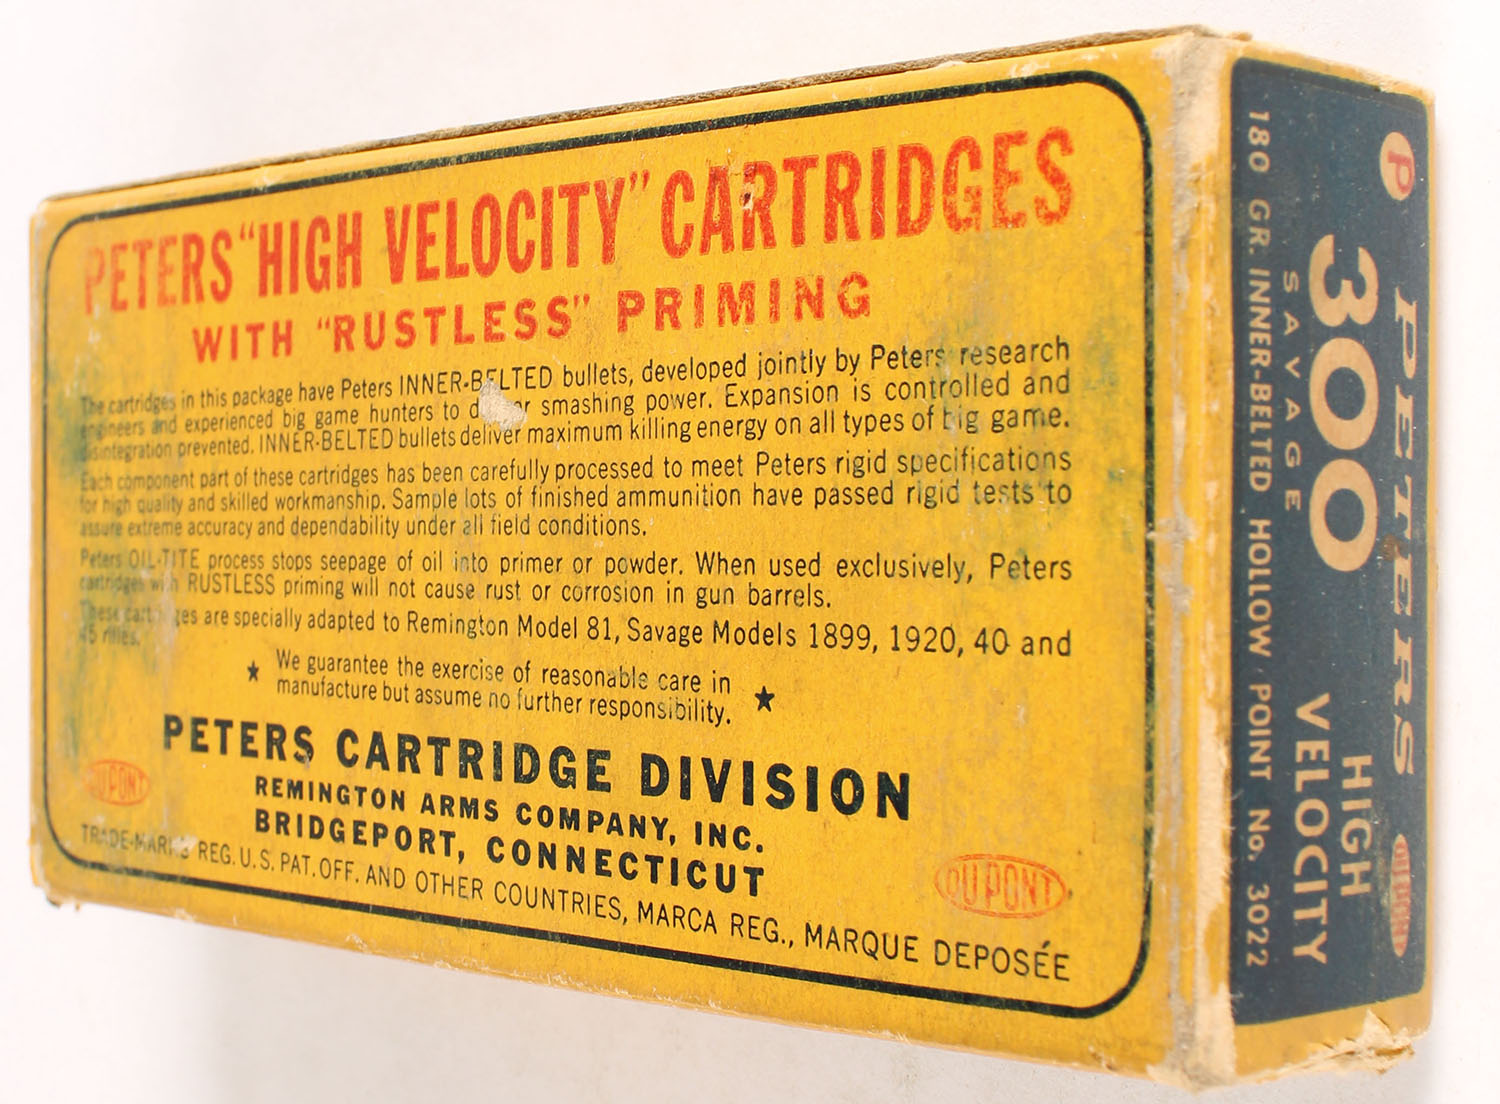 PETERS "HIGH VELOCITY" CARTRIDGES
WITH "RUSTLESS" PRIMING
The cartridges in this package have Peters INNER-BELTED bullets, developed jointly by Peters research
engineers and experienced big game hunters to smashing power. Expansion is controlled and
disintegration prevented. INNER-BELTED bullets deliver maximum killing energy on all types of big game.
Each component part of these cartridges has been carefully processed to meet Peters rigid specifications
for high quality and skilled workmanship. Sample lots of finished ammunition have passed rigid tests to
assure extreme accuracy and dependability under all field conditions.
Peters OIL-TITE process stops seepage of oil into primer or powder. When used exclusively, Peters
cartridges with RUSTLESS priming will not cause rust or corrosion in gun barrels.
These cartridges are specially adapted to Remington Model 81, Savage Models 1899, 1920, 40 and
45 rifles.
★ We guarantee the exercise of reasonable care in ★
manufacture but assume no further responsibility.
PETERS CARTRIDGE DIVISION
REMINGTON ARMS COMPANY, INC.
BRIDGEPORT, CONNECTICUT
DU PONT
DU PONT
TRADE-MARKS REG. U.S. PAT. OFF. AND OTHER COUNTRIES, MARCA REG., MARQUE DEPOSÉE
P PETERS DU PONT
300 HIGH
SAVAGE VELOCITY
180 GR. INNER-BELTED HOLLOW POINT No. 3022